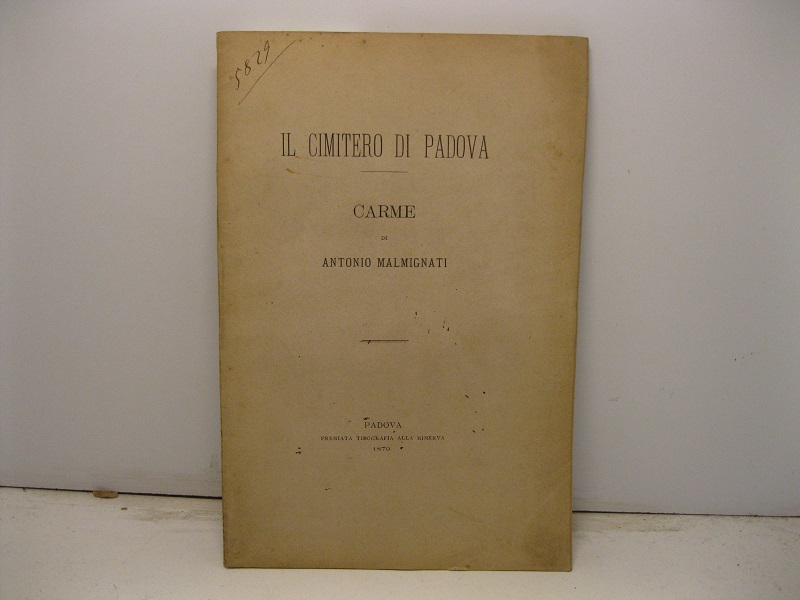 5829
IL CIMITERO DI PADOVA
CARME
DI
ANTONIO MALMIGNATI
PADOVA
PREMIATA TIPOGRAFIA ALLA MINERVA
1870